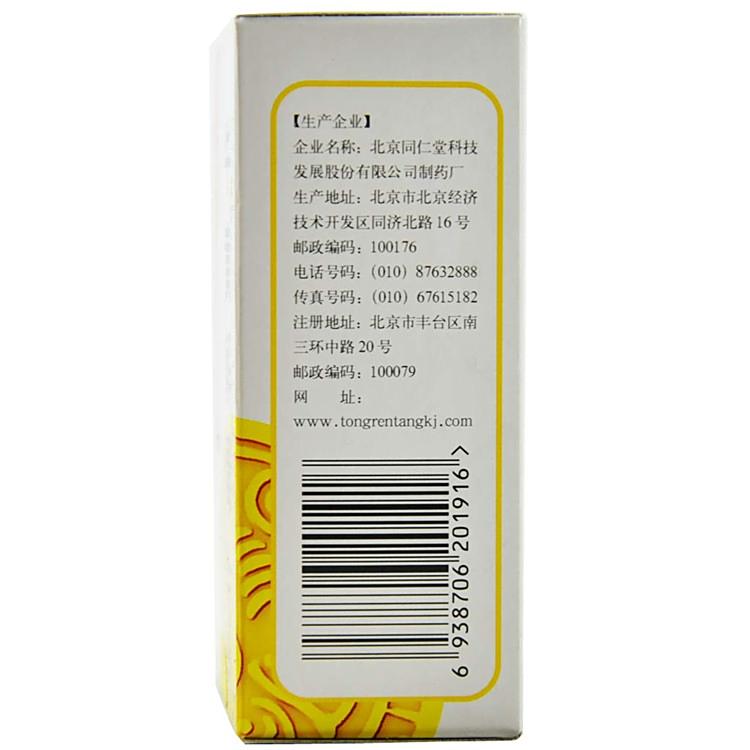 【生产企业】
企业名称：北京同仁堂科技
发展股份有限公司制药厂
生产地址：北京市北京经济
技术开发区同济北路16号
邮政编码：100176
电话号码：(010) 87632888
传真号码：(010) 67615182
注册地址：北京市丰台区南
三环中路20号
邮政编码：100079
网　　址：
www.tongrentangkj.com
6 938706 201916 >